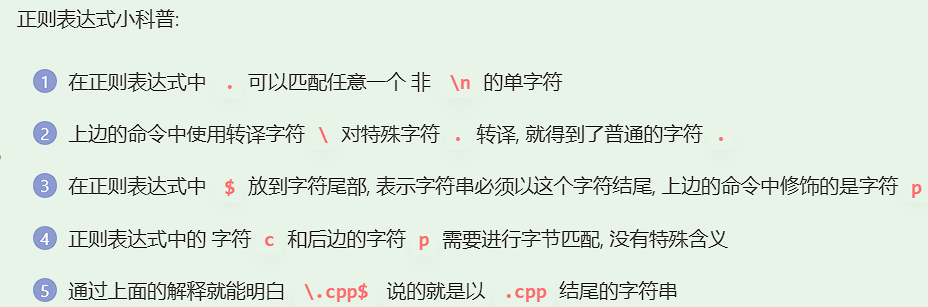 正则表达式小科普:
1 在正则表达式中 . 可以匹配任意一个 非 \n 的单字符
2 上边的命令中使用转译字符 \ 对特殊字符 . 转译, 就得到了普通的字符 .
3 在正则表达式中 $ 放到字符尾部, 表示字符串必须以这个字符结尾, 上边的命令中修饰的是字符 p
4 正则表达式中的 字符 c 和后边的字符 p 需要进行字节匹配, 没有特殊含义
5 通过上面的解释就能明白 \.cpp$ 说的就是以 .cpp 结尾的字符串